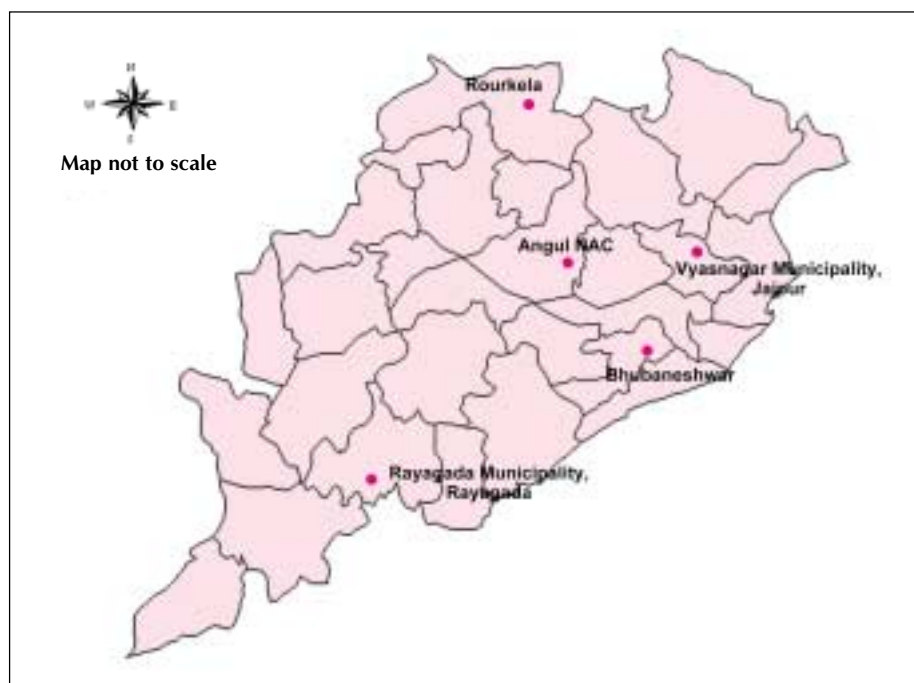 Rourkela
N
W E
S
Map not to scale
Angul NAC
Vyasnagar Municipality,
Jajpur
Bhubaneshwar
Rayagada Municipality,
Rayagada